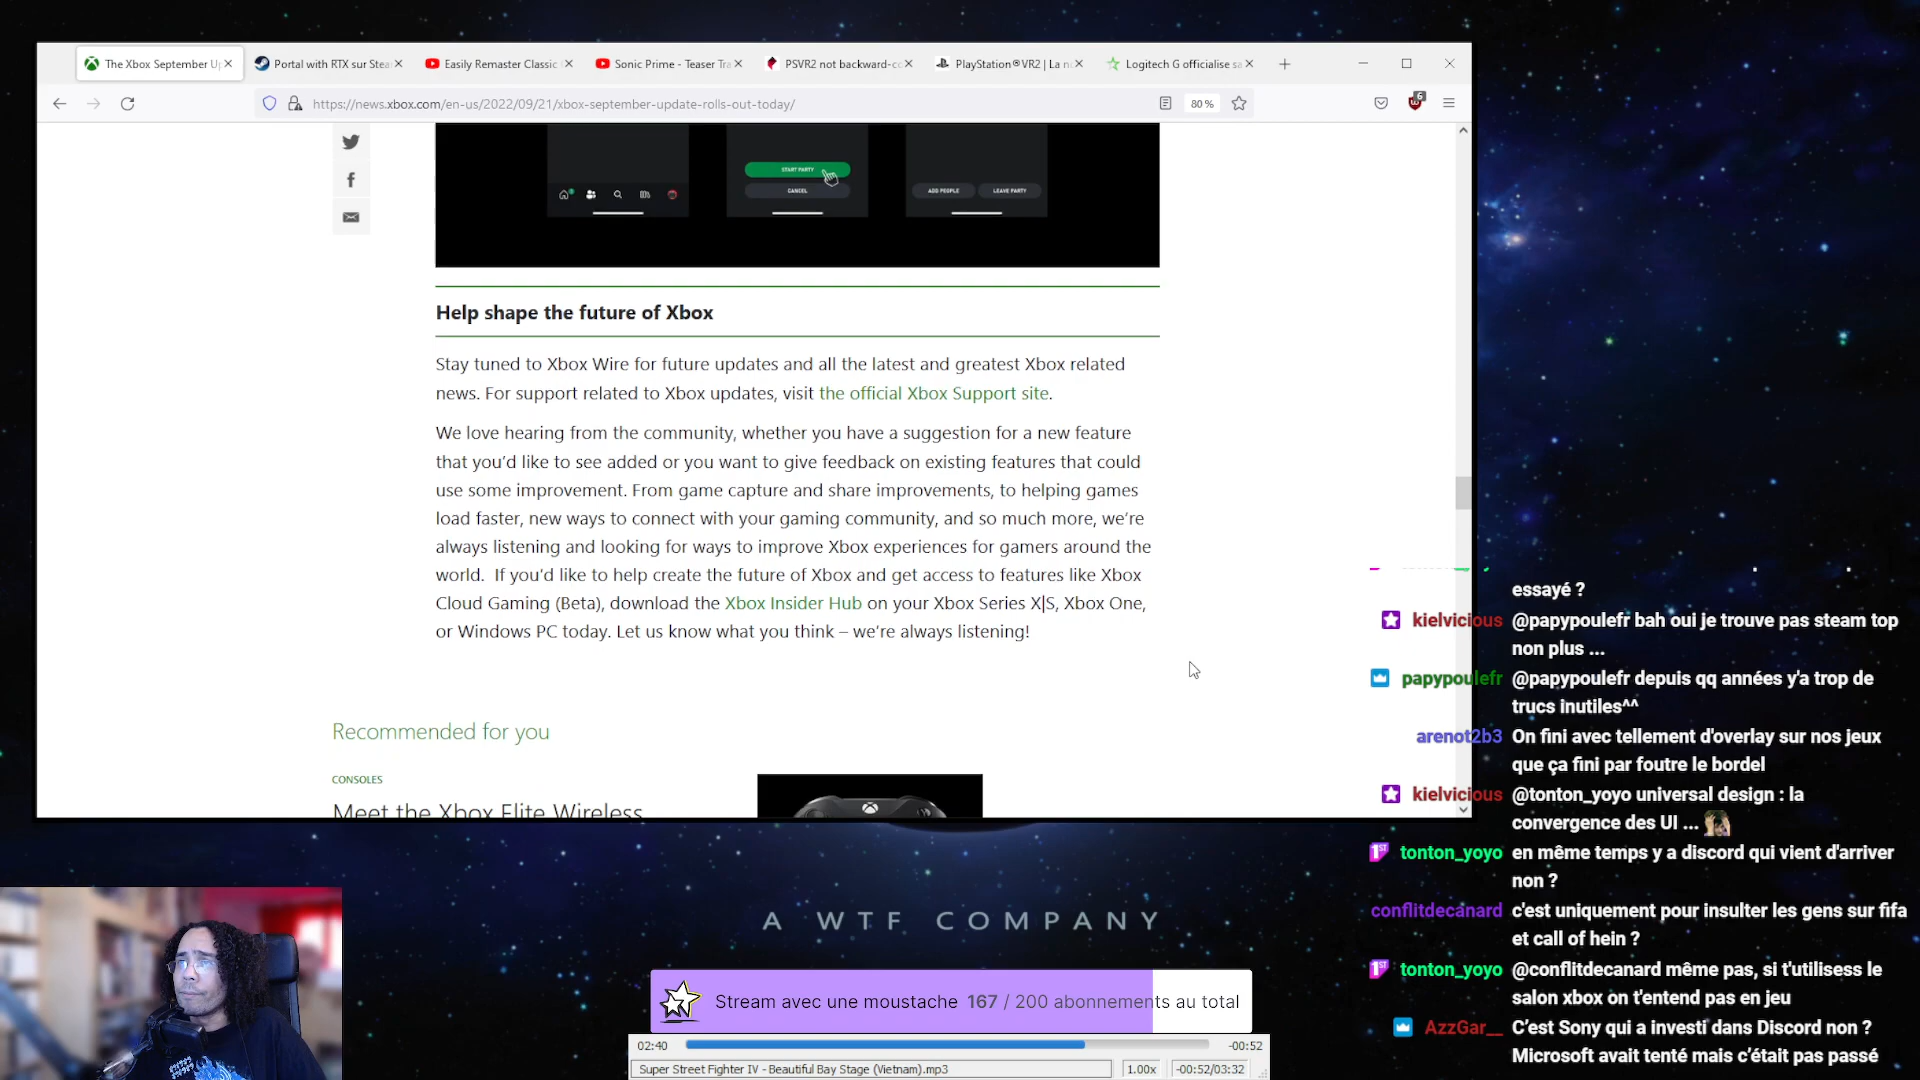 The Xbox September Up
Portal with RTX sur Stea
Easily Remaster Classic
Sonic Prime - Teaser Tra
PSVR2 not backward-co
PlayStation®VR2 | La n
Logitech G officialise sa
https://news.xbox.com/en-us/2022/09/21/xbox-september-update-rolls-out-today/
80%
6
START PARTY
CANCEL
ADD PEOPLE
LEAVE PARTY
Help shape the future of Xbox
Stay tuned to Xbox Wire for future updates and all the latest and greatest Xbox related
news. For support related to Xbox updates, visit the official Xbox Support site.
We love hearing from the community, whether you have a suggestion for a new feature
that you’d like to see added or you want to give feedback on existing features that could
use some improvement. From game capture and share improvements, to helping games
load faster, new ways to connect with your gaming community, and so much more, we’re
always listening and looking for ways to improve Xbox experiences for gamers around the
world.  If you’d like to help create the future of Xbox and get access to features like Xbox
Cloud Gaming (Beta), download the Xbox Insider Hub on your Xbox Series X|S, Xbox One,
or Windows PC today. Let us know what you think – we’re always listening!
Recommended for you
CONSOLES
Meet the Xbox Elite Wireless
essayé ?
kielvicious @papypoulefr bah oui je trouve pas steam top
non plus ...
papypoulefr @papypoulefr depuis qq années y'a trop de
trucs inutiles^^
arenot2b3 On fini avec tellement d'overlay sur nos jeux
que ça fini par foutre le bordel
kielvicious @tonton_yoyo universal design : la
convergence des UI ...
tonton_yoyo en même temps y a discord qui vient d'arriver
non ?
conflitdecanard c'est uniquement pour insulter les gens sur fifa
et call of hein ?
tonton_yoyo @conflitdecanard même pas, si t'utilisess le
salon xbox on t'entend pas en jeu
AzzGar__ C’est Sony qui a investi dans Discord non ?
Microsoft avait tenté mais c’était pas passé
A WTF COMPANY
Stream avec une moustache 167 / 200 abonnements au total
02:40
-00:52
Super Street Fighter IV - Beautiful Bay Stage (Vietnam).mp3
1.00x
-00:52/03:32